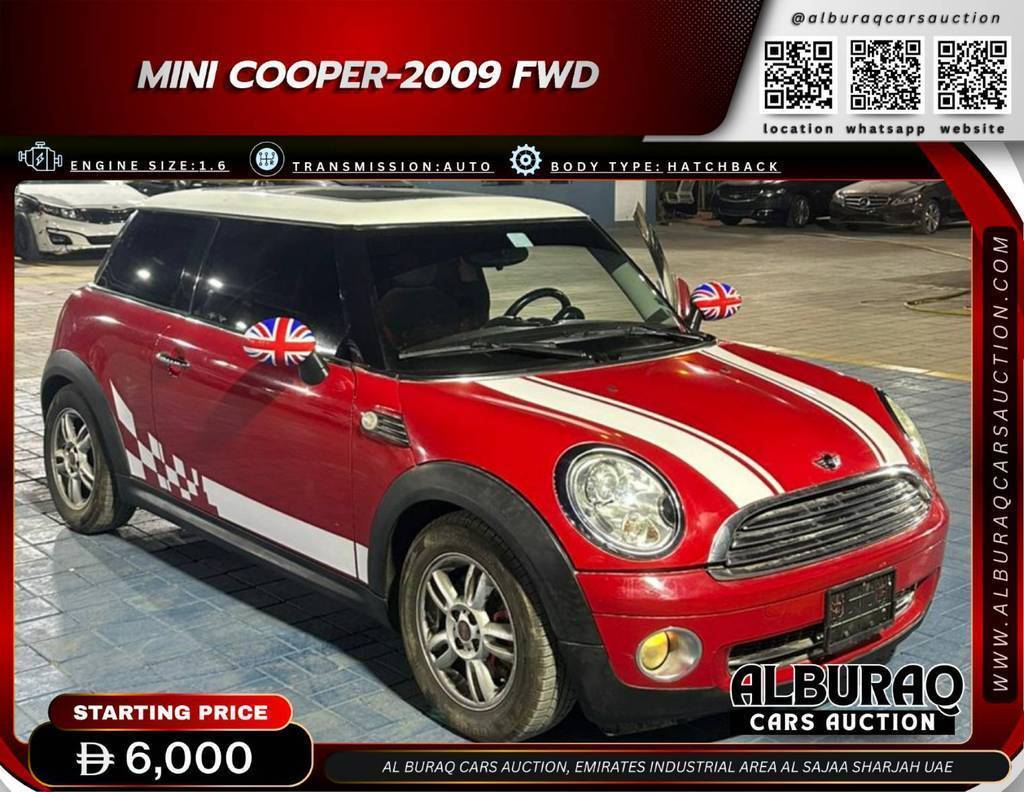 @alburaqcarsauction
MINI COOPER-2009 FWD
location whatsapp website
ENGINE SIZE:1.6 TRANSMISSION:AUTO BODY TYPE: HATCHBACK
WWW.ALBURAQCARSAUCTION.COM
ALBURAQ
CARS AUCTION
STARTING PRICE
6,000
AL BURAQ CARS AUCTION, EMIRATES INDUSTRIAL AREA AL SAJAA SHARJAH UAE